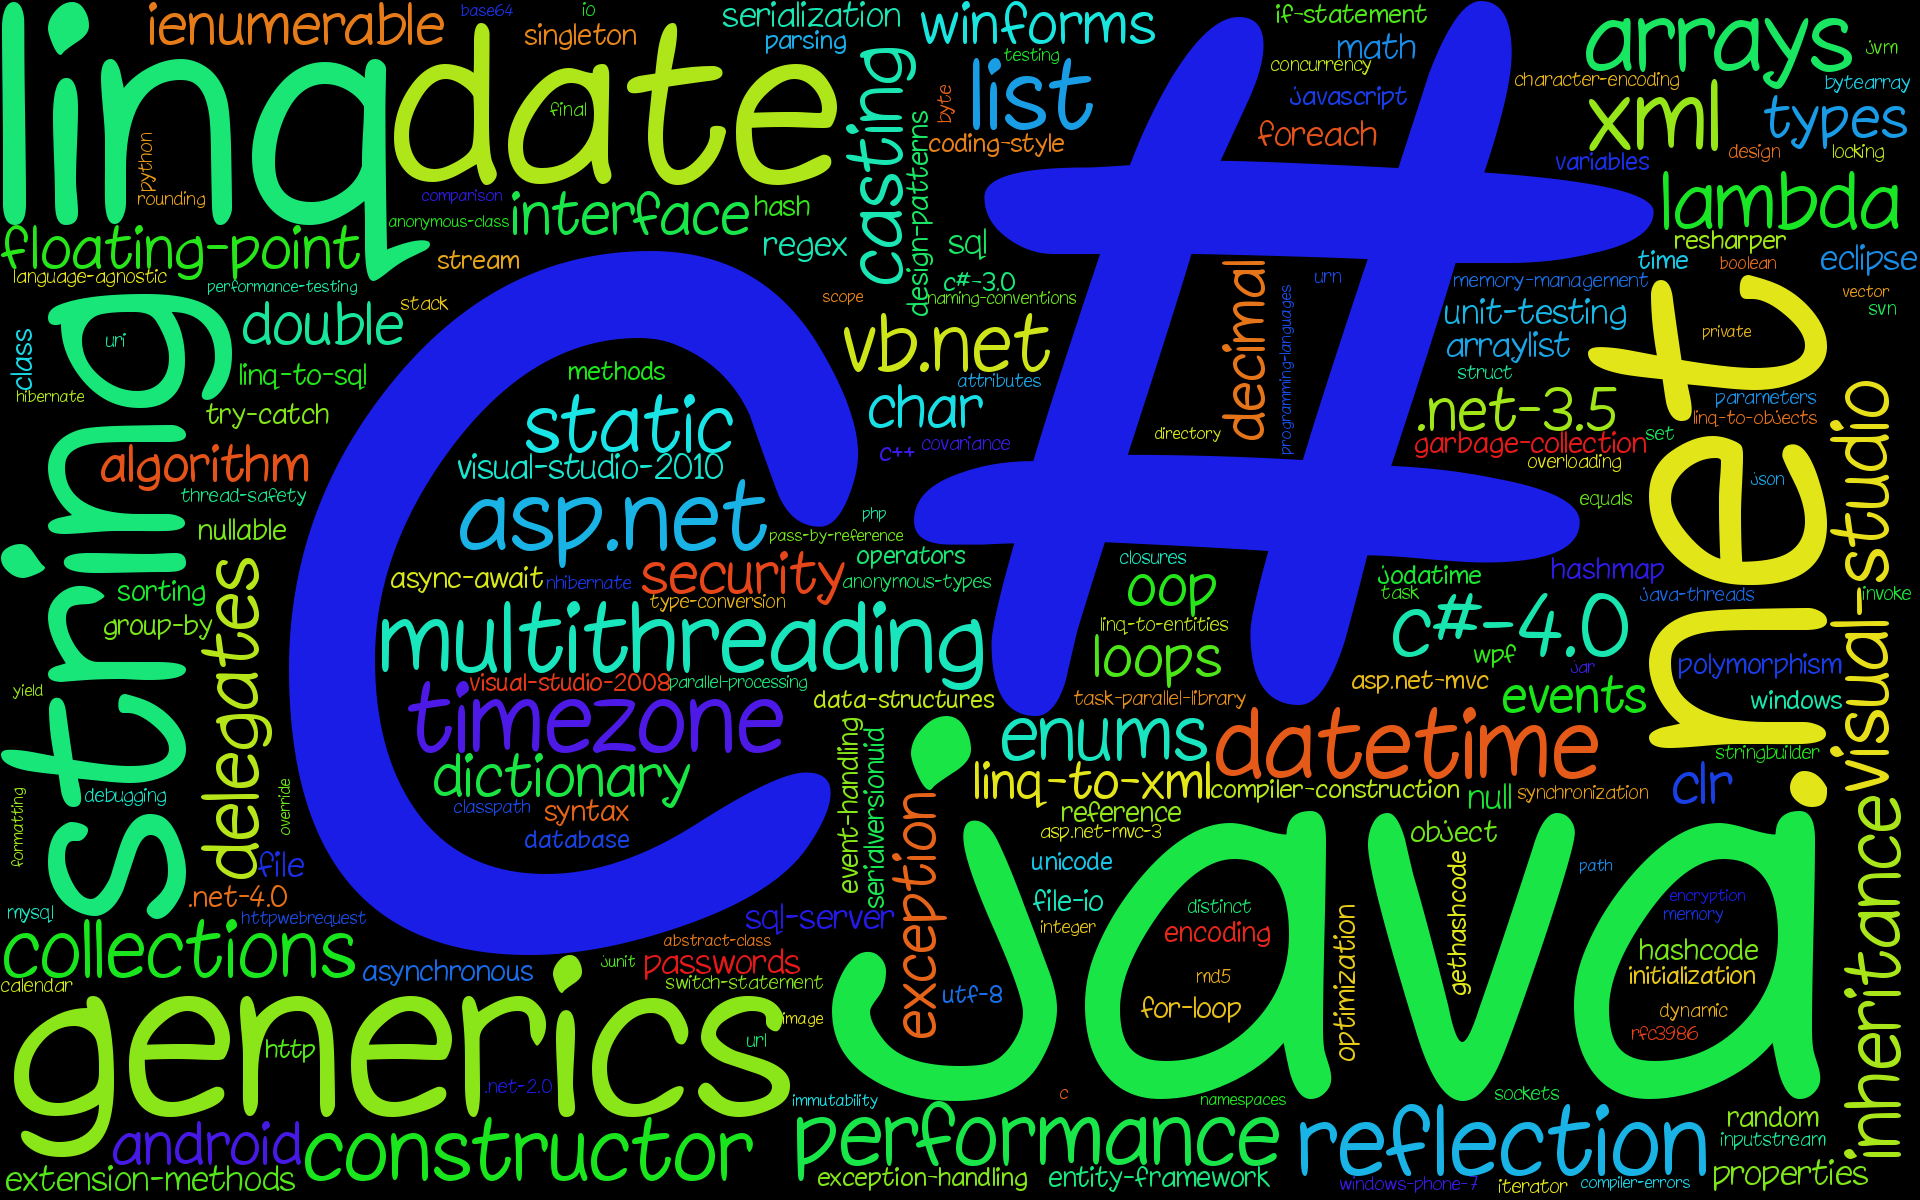 linq
date
c#
java
string
.net
generics
ienumerable
base64
io
singleton
serialization
parsing
casting
winforms
testing
list
byte
coding-style
design-patterns
if-statement
math
concurrency
javascript
foreach
arrays
jvm
character-encoding
bytearray
xml
types
variables
design
locking
lambda
resharper
time
boolean
eclipse
python
rounding
final
comparison
anonymous-class
interface
hash
regex
sql
floating-point
language-agnostic
performance-testing
stream
stack
scope
c#-3.0
naming-conventions
decimal
urn
programming-languages
memory-management
vector
svn
private
class
uri
hibernate
double
linq-to-sql
try-catch
methods
static
visual-studio-2010
vb.net
attributes
char
c++
covariance
directory
unit-testing
arraylist
struct
.net-3.5
garbage-collection
set
overloading
equals
parameters
linq-to-objects
json
visual-studio
algorithm
thread-safety
nullable
asp.net
php
pass-by-reference
operators
async-await
nhibernate
security
anonymous-types
type-conversion
closures
oop
linq-to-entities
loops
jodatime
task
hashmap
java-threads
invoke
c#-4.0
wpf
jar
sorting
group-by
delegates
multithreading
visual-studio-2008
parallel-processing
data-structures
task-parallel-library
asp.net-mvc
events
polymorphism
windows
stringbuilder
yield
timezone
dictionary
classpath
syntax
database
event-handling
serialversionuid
enums
datetime
linq-to-xml
compiler-construction
null
synchronization
clr
reference
asp.net-mvc-3
object
unicode
path
debugging
override
formatting
file
.net-4.0
httpwebrequest
mysql
collections
calendar
asynchronous
sql-server
abstract-class
junit
passwords
switch-statement
exception
utf-8
file-io
integer
distinct
encoding
md5
for-loop
optimization
gethashcode
encryption
memory
hashcode
initialization
dynamic
rfc3986
inheritance
image
url
http
.net-2.0
immutability
c
namespaces
sockets
android
constructor
extension-methods
performance
exception-handling
entity-framework
reflection
windows-phone-7
iterator
compiler-errors
random
inputstream
properties